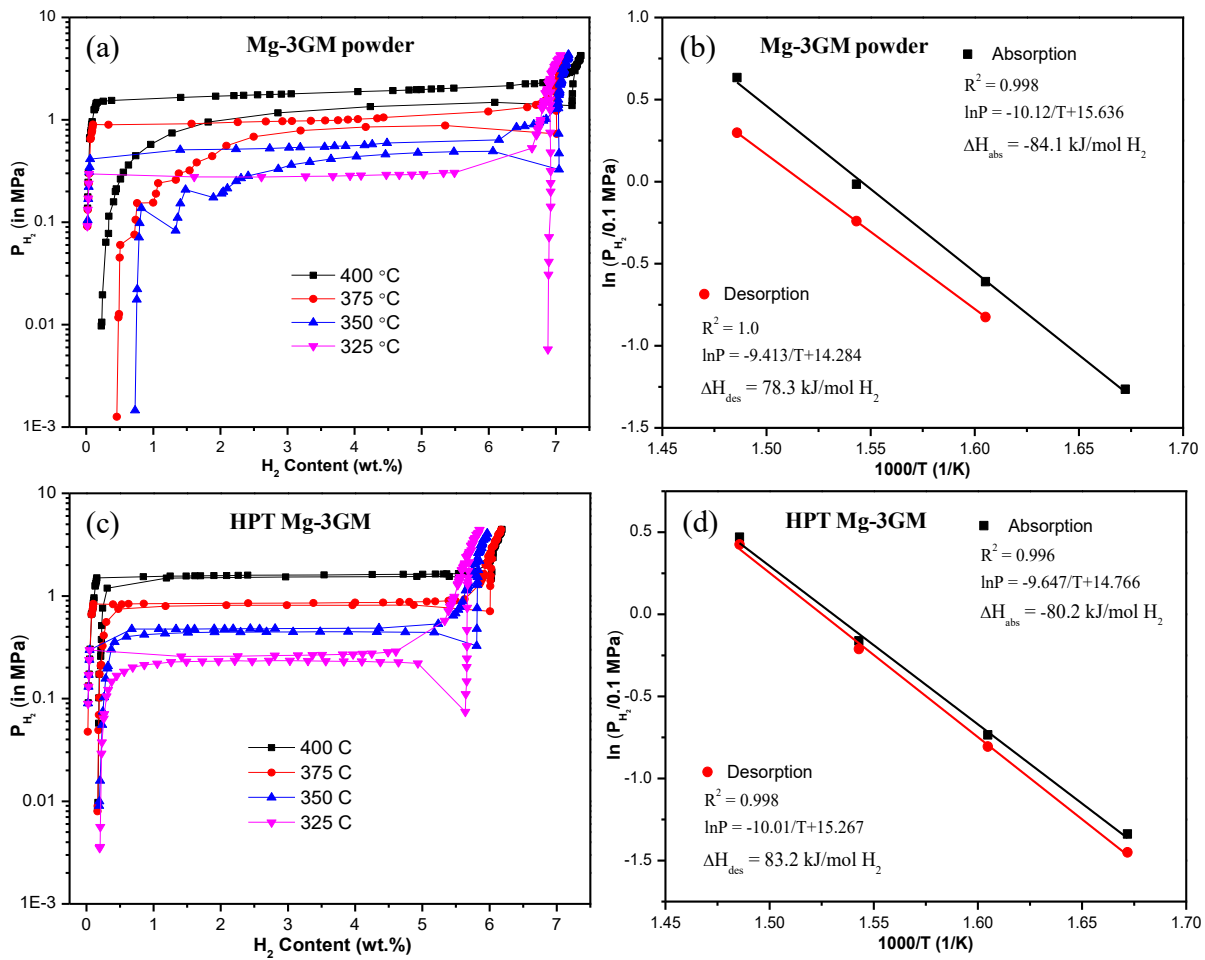 (a) Mg-3GM powder
10
1
0.1
0.01
1E-3
P_H₂ (in MPa)
400 °C
375 °C
350 °C
325 °C
0 1 2 3 4 5 6 7
H₂ Content (wt.%)
(b) Mg-3GM powder
1.0
0.5
0.0
-0.5
-1.0
-1.5
ln (P_H₂/0.1 MPa)
Absorption
R² = 0.998
lnP = -10.12/T+15.636
ΔH_abs = -84.1 kJ/mol H₂
Desorption
R² = 1.0
lnP = -9.413/T+14.284
ΔH_des = 78.3 kJ/mol H₂
1.45 1.50 1.55 1.60 1.65 1.70
1000/T (1/K)
(c) HPT Mg-3GM
10
1
0.1
0.01
1E-3
P_H₂ (in MPa)
400 C
375 C
350 C
325 C
0 1 2 3 4 5 6 7
H₂ Content (wt.%)
(d) HPT Mg-3GM
0.5
0.0
-0.5
-1.0
-1.5
ln (P_H₂/0.1 MPa)
Absorption
R² = 0.996
lnP = -9.647/T+14.766
ΔH_abs = -80.2 kJ/mol H₂
Desorption
R² = 0.998
lnP = -10.01/T+15.267
ΔH_des = 83.2 kJ/mol H₂
1.45 1.50 1.55 1.60 1.65 1.70
1000/T (1/K)